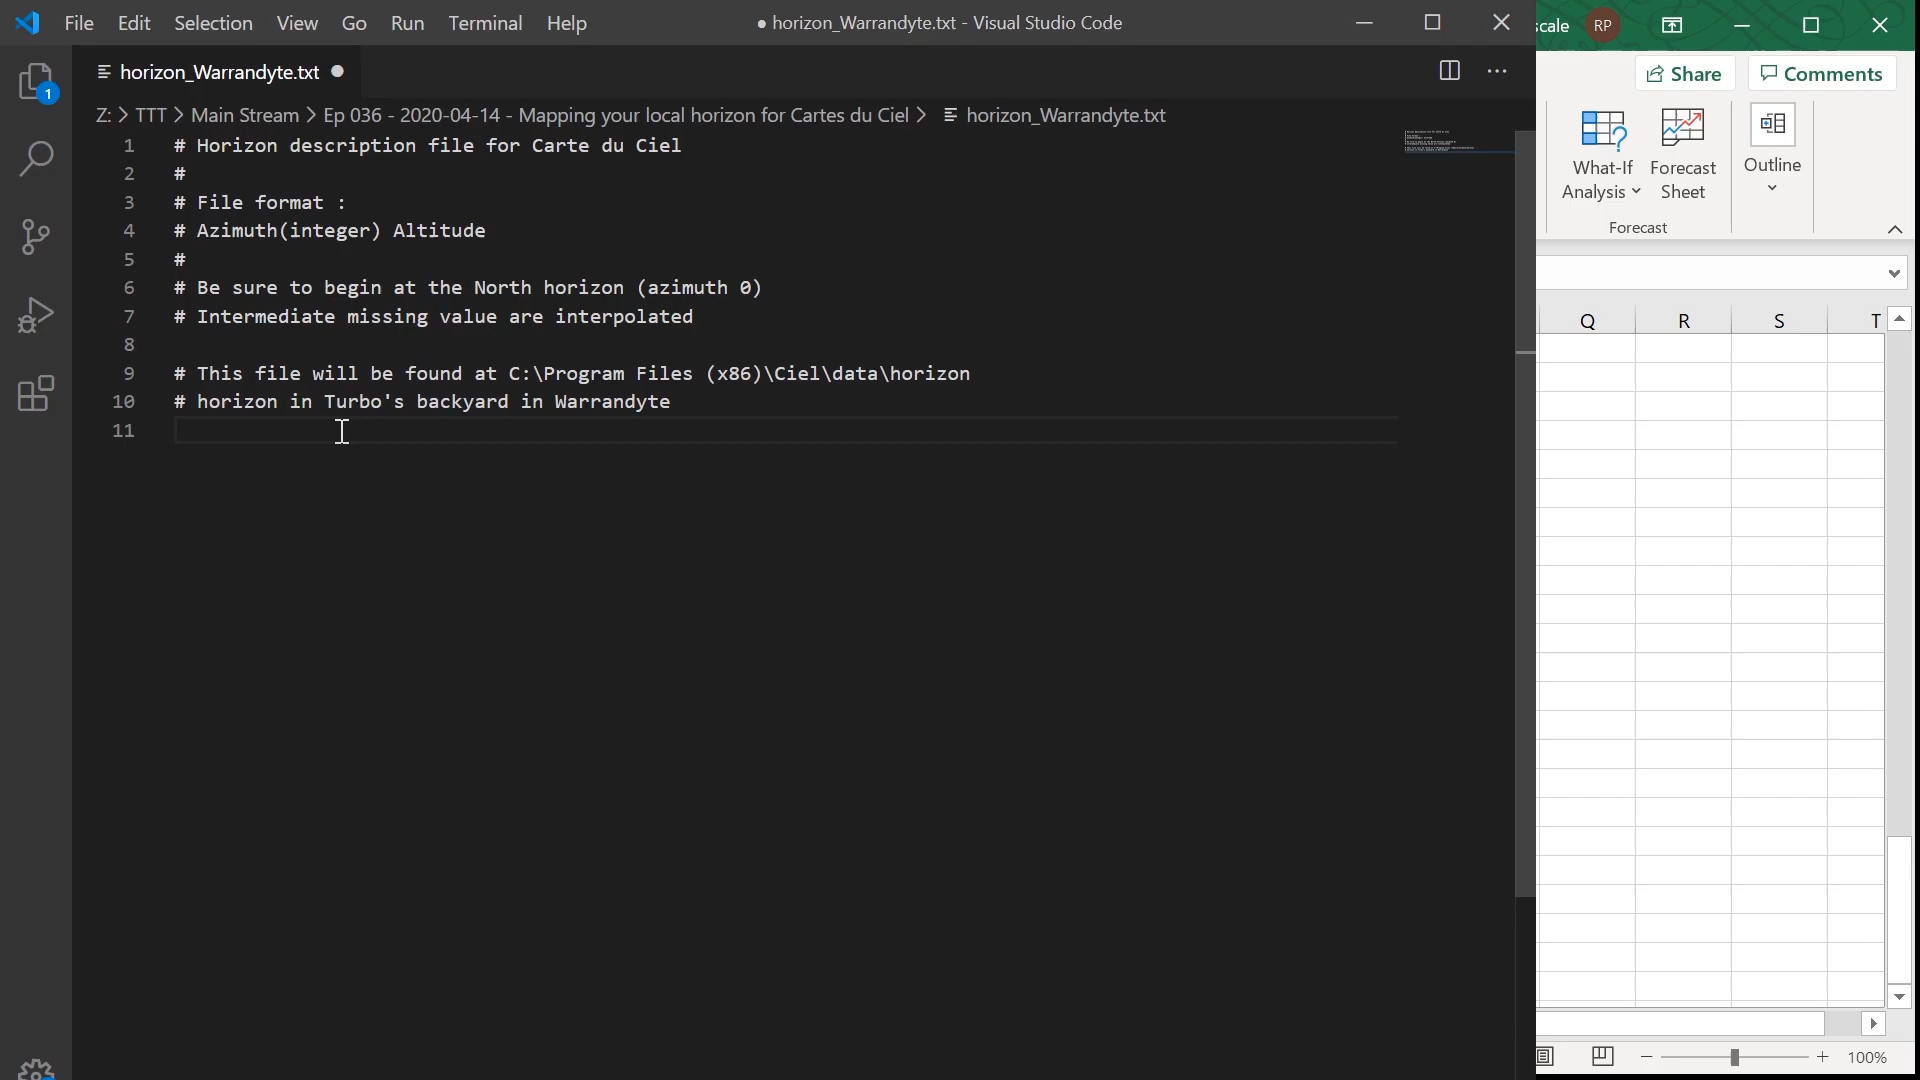 File Edit Selection View Go Run Terminal Help
● horizon_Warrandyte.txt - Visual Studio Code
horizon_Warrandyte.txt ●
1
Z: > TTT > Main Stream > Ep 036 - 2020-04-14 - Mapping your local horizon for Cartes du Ciel > horizon_Warrandyte.txt
1 # Horizon description file for Carte du Ciel
2 #
3 # File format :
4 # Azimuth(integer) Altitude
5 #
6 # Be sure to begin at the North horizon (azimuth 0)
7 # Intermediate missing value are interpolated
8
9 # This file will be found at C:\Program Files (x86)\Ciel\data\horizon
10 # horizon in Turbo's backyard in Warrandyte
11
scale RP
Share Comments
What-If Analysis
Forecast Sheet
Outline
Forecast
Q R S T
100%